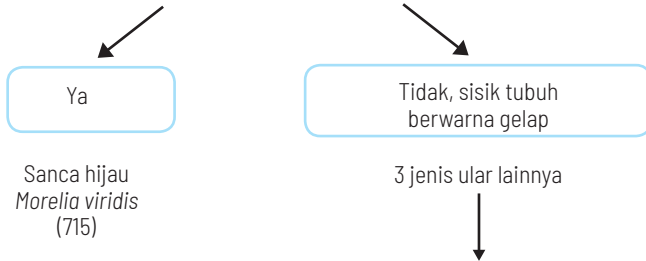 Ya
Tidak, sisik tubuh
berwarna gelap
Sanca hijau
Morelia viridis
(715)
3 jenis ular lainnya